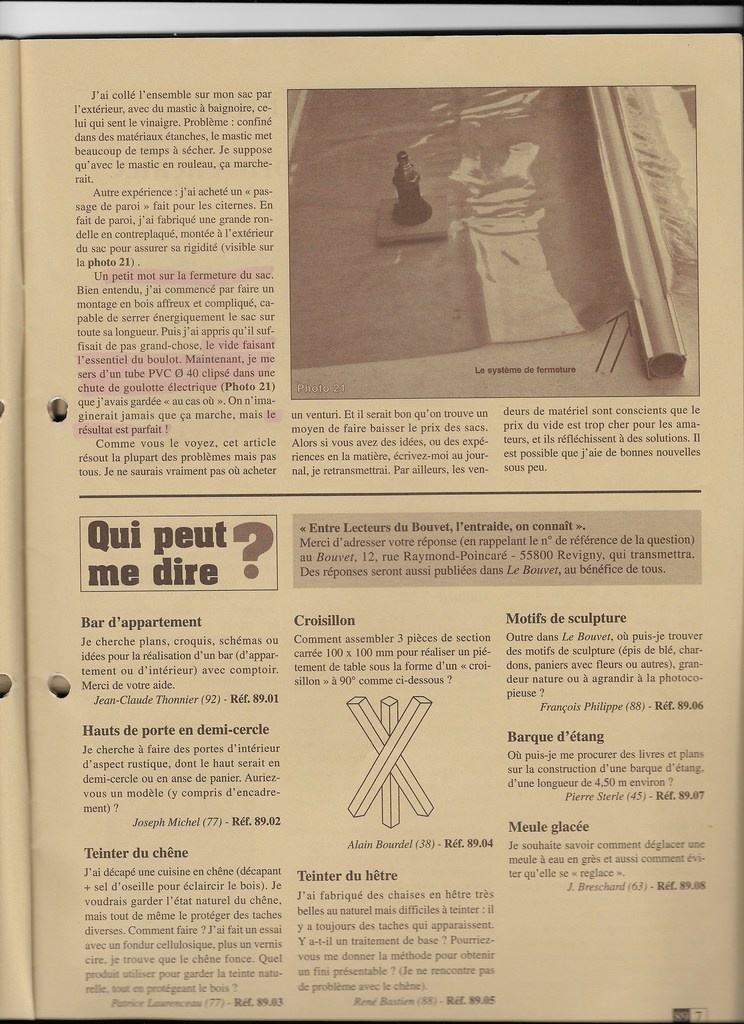 J'ai collé l'ensemble sur mon sac par
l'extérieur, avec du mastic à baignoire, ce-
lui qui sent le vinaigre. Problème : confiné
dans des matériaux étanches, le mastic met
beaucoup de temps à sécher. Je suppose
qu'avec le mastic en rouleau, ça marche-
rait.
Autre expérience : j'ai acheté un « pas-
sage de paroi » fait pour les citernes. En
fait de paroi, j'ai fabriqué une grande ron-
delle en contreplaqué, montée à l'extérieur
du sac pour assurer sa rigidité (visible sur
la photo 21) .
Un petit mot sur la fermeture du sac.
Bien entendu, j'ai commencé par faire un
montage en bois affreux et compliqué, ca-
pable de serrer énergiquement le sac sur
toute sa longueur. Puis j'ai appris qu'il suf-
fisait de pas grand-chose, le vide faisant
l'essentiel du boulot. Maintenant, je me
sers d'un tube PVC Ø 40 clipsé dans une
chute de goulotte électrique (Photo 21)
que j'avais gardée « au cas où ». On n'ima-
ginerait jamais que ça marche, mais le
résultat est parfait !
Comme vous le voyez, cet article
résout la plupart des problèmes mais pas
tous. Je ne saurais vraiment pas où acheter
Le système de fermeture
Photo 21
un venturi. Et il serait bon qu'on trouve un
moyen de faire baisser le prix des sacs.
Alors si vous avez des idées, ou des expé-
riences en la matière, écrivez-moi au jour-
nal, je retransmettrai. Par ailleurs, les ven-
deurs de matériel sont conscients que le
prix du vide est trop cher pour les ama-
teurs, et ils réfléchissent à des solutions. Il
est possible que j'aie de bonnes nouvelles
sous peu.
Qui peut
me dire ?
« Entre Lecteurs du Bouvet, l'entraide, on connaît ».
Merci d'adresser votre réponse (en rappelant le n° de référence de la question)
au Bouvet, 12, rue Raymond-Poincaré - 55800 Revigny, qui transmettra.
Des réponses seront aussi publiées dans Le Bouvet, au bénéfice de tous.
Bar d'appartement
Je cherche plans, croquis, schémas ou
idées pour la réalisation d'un bar (d'appar-
tement ou d'intérieur) avec comptoir.
Merci de votre aide.
Jean-Claude Thonnier (92) - Réf. 89.01
Hauts de porte en demi-cercle
Je cherche à faire des portes d'intérieur
d'aspect rustique, dont le haut serait en
demi-cercle ou en anse de panier. Auriez-
vous un modèle (y compris d'encadre-
ment) ?
Joseph Michel (77) - Réf. 89.02
Teinter du chêne
J'ai décapé une cuisine en chêne (décapant
+ sel d'oseille pour éclaircir le bois). Je
voudrais garder l'état naturel du chêne,
mais tout de même le protéger des taches
diverses. Comment faire ? J'ai fait un essai
avec un fondur cellulosique, plus un vernis
cire, je trouve que le chêne fonce. Quel
produit utiliser pour garder la teinte natu-
relle, tout en protégeant le bois ?
Patrice Laurenceau (77) - Réf. 89.03
Croisillon
Comment assembler 3 pièces de section
carrée 100 x 100 mm pour réaliser un pié-
tement de table sous la forme d'un « croi-
sillon » à 90° comme ci-dessous ?
Alain Bourdel (38) - Réf. 89.04
Teinter du hêtre
J'ai fabriqué des chaises en hêtre très
belles au naturel mais difficiles à teinter : il
y a toujours des taches qui apparaissent.
Y a-t-il un traitement de base ? Pourriez-
vous me donner la méthode pour obtenir
un fini présentable ? (Je ne rencontre pas
de problème avec le chêne).
René Bastien (88) - Réf. 89.05
Motifs de sculpture
Outre dans Le Bouvet, où puis-je trouver
des motifs de sculpture (épis de blé, char-
dons, paniers avec fleurs ou autres), gran-
deur nature ou à agrandir à la photoco-
pieuse ?
François Philippe (88) - Réf. 89.06
Barque d'étang
Où puis-je me procurer des livres et plans
sur la construction d'une barque d'étang,
d'une longueur de 4,50 m environ ?
Pierre Sterle (45) - Réf. 89.07
Meule glacée
Je souhaite savoir comment déglacer une
meule à eau en grès et aussi comment évi-
ter qu'elle se « reglace ».
J. Breschard (63) - Réf. 89.08
89 7